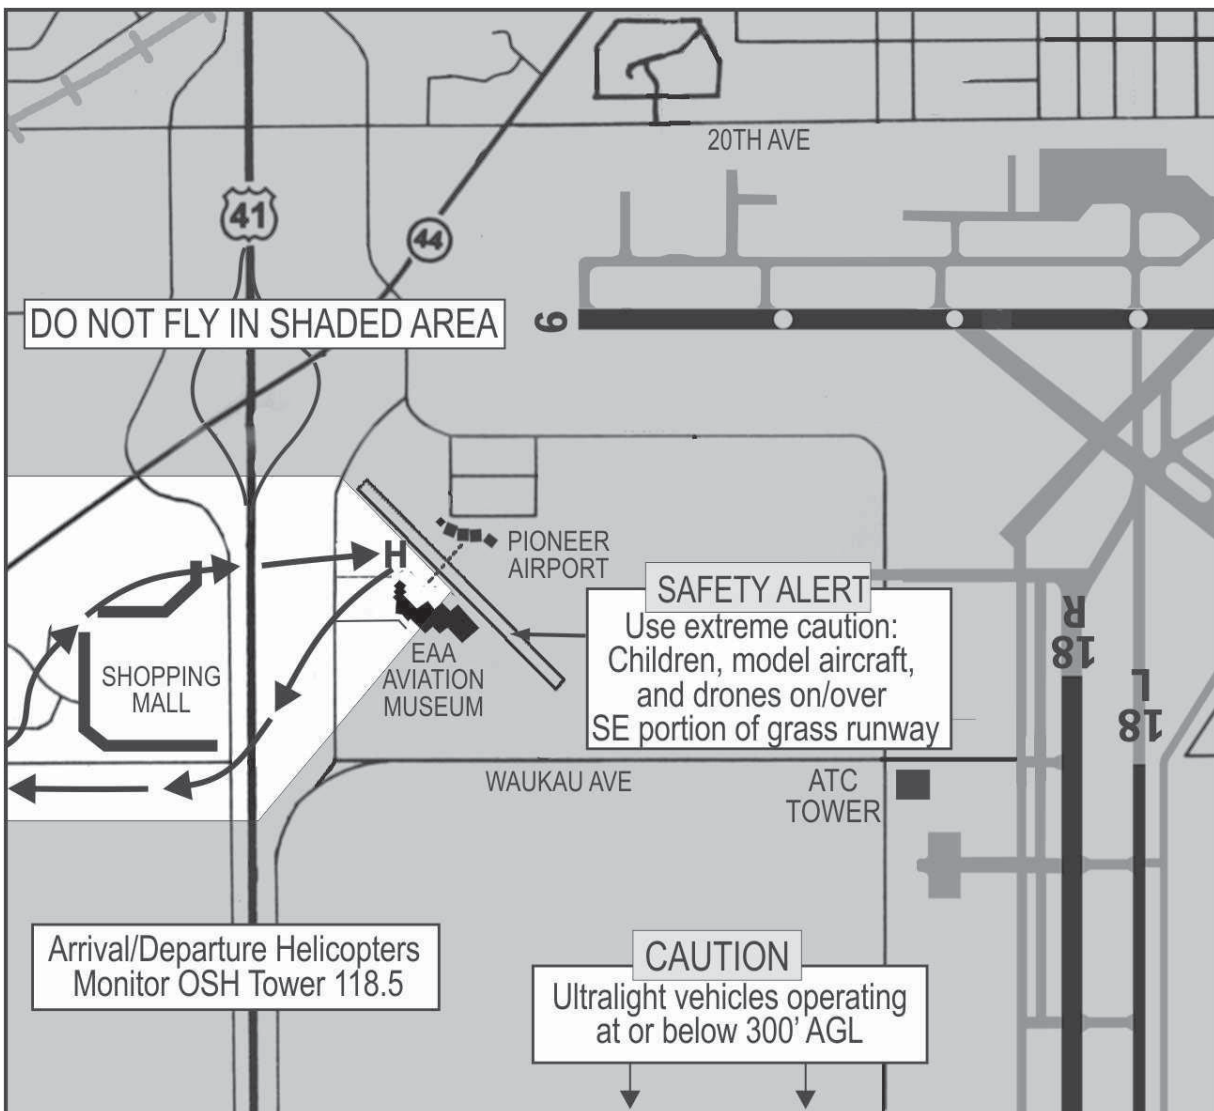 20TH AVE
41
44
DO NOT FLY IN SHADED AREA
9
H
PIONEER
AIRPORT
SAFETY ALERT
Use extreme caution:
Children, model aircraft,
and drones on/over
SE portion of grass runway
18
R
18
L
SHOPPING
MALL
EAA
AVIATION
MUSEUM
WAUKAU AVE
ATC
TOWER
Arrival/Departure Helicopters
Monitor OSH Tower 118.5
CAUTION
Ultralight vehicles operating
at or below 300’ AGL